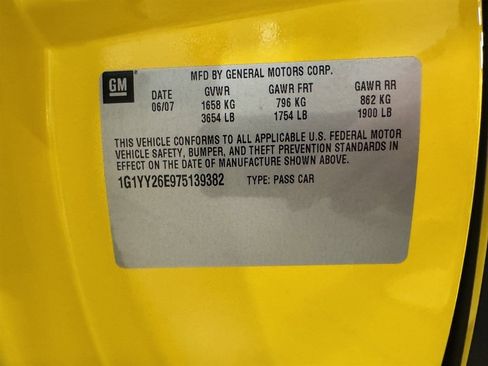 GM
MFD BY GENERAL MOTORS CORP.
DATE GVWR GAWR FRT GAWR RR
06/07 1658 KG 796 KG 862 KG
3654 LB 1754 LB 1900 LB
THIS VEHICLE CONFORMS TO ALL APPLICABLE U.S. FEDERAL MOTOR
VEHICLE SAFETY, BUMPER, AND THEFT PREVENTION STANDARDS IN
EFFECT ON THE DATE OF MANUFACTURE SHOWN ABOVE.
1G1YY26E975139382 TYPE: PASS CAR